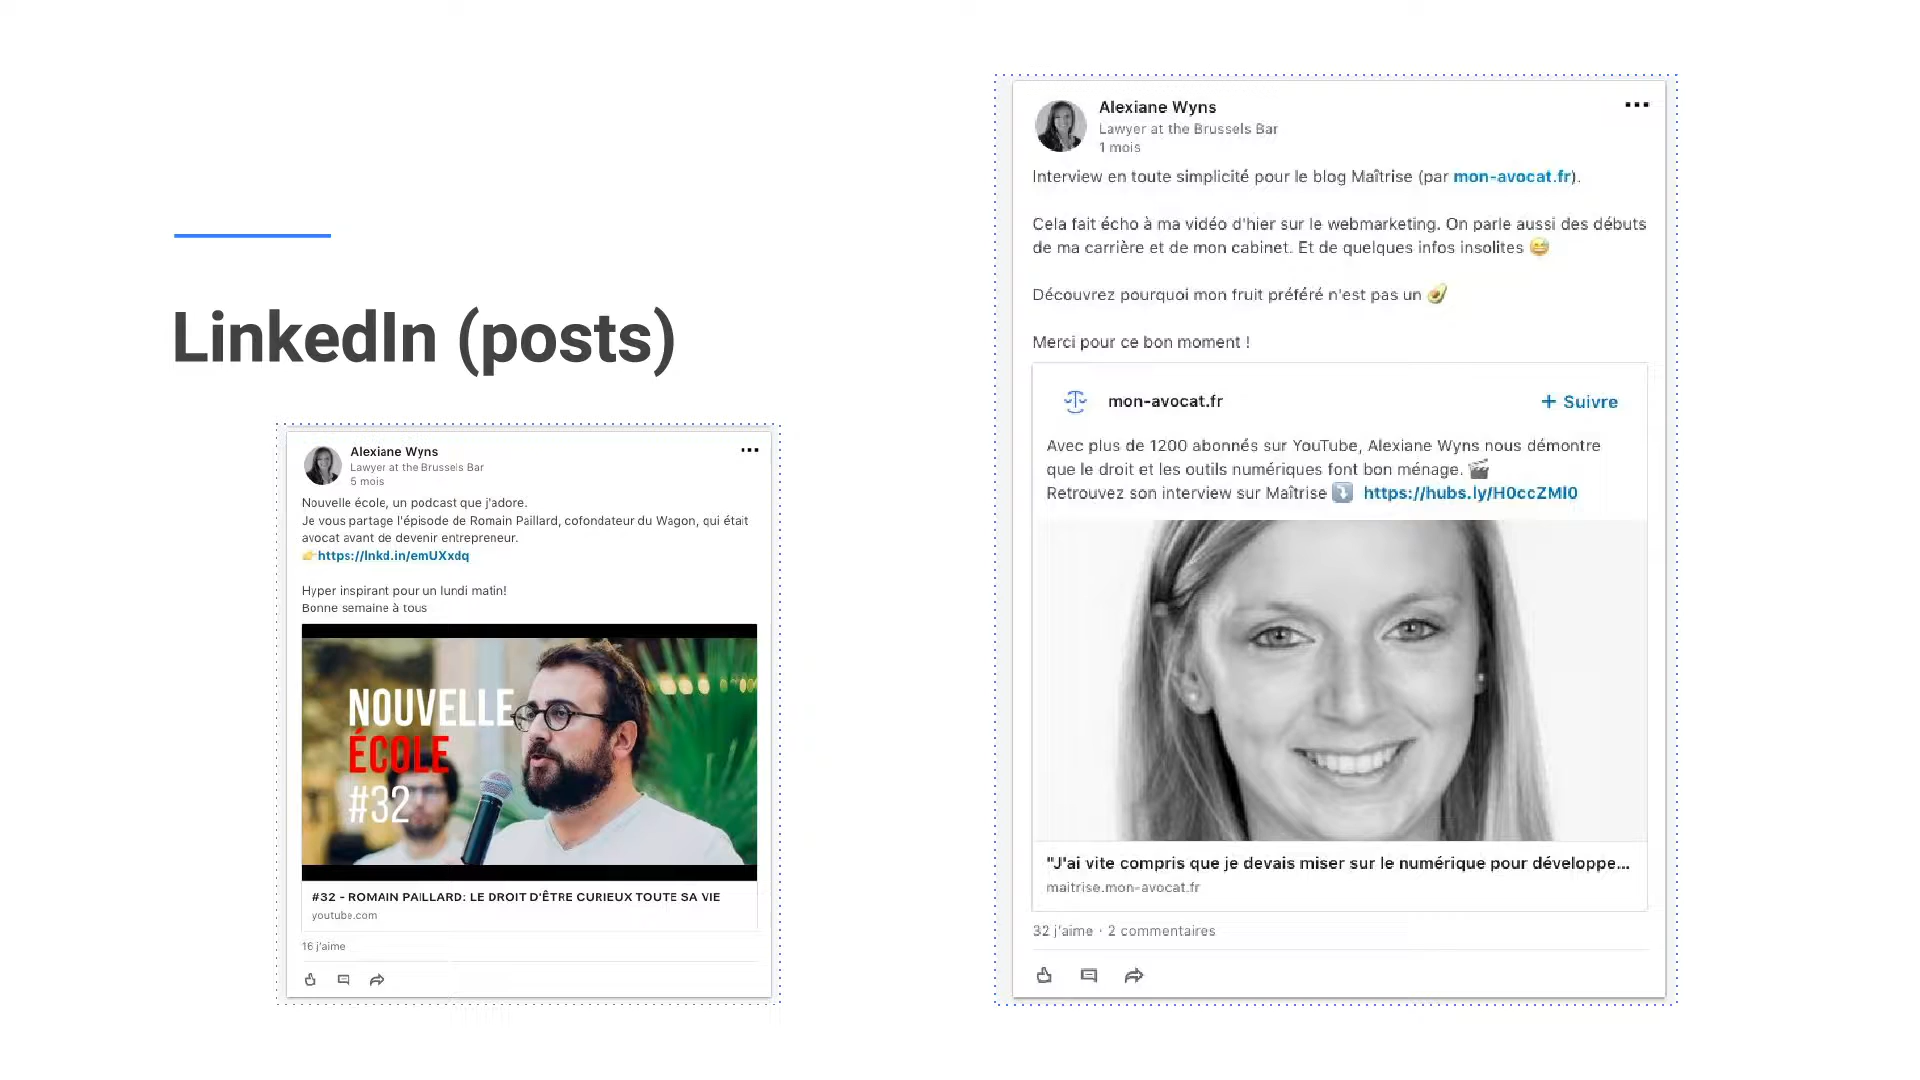 LinkedIn (posts)
Alexiane Wyns
Lawyer at the Brussels Bar
5 mois
Nouvelle école, un podcast que j'adore.
Je vous partage l'épisode de Romain Paillard, cofondateur du Wagon, qui était
avocat avant de devenir entrepreneur.
👉https://lnkd.in/emUXxdq
Hyper inspirant pour un lundi matin!
Bonne semaine à tous
NOUVELLE
ÉCOLE
#32
#32 - ROMAIN PAILLARD: LE DROIT D'ÊTRE CURIEUX TOUTE SA VIE
youtube.com
16 j'aime
Alexiane Wyns
Lawyer at the Brussels Bar
1 mois
Interview en toute simplicité pour le blog Maîtrise (par mon-avocat.fr).
Cela fait écho à ma vidéo d'hier sur le webmarketing. On parle aussi des débuts
de ma carrière et de mon cabinet. Et de quelques infos insolites 😅
Découvrez pourquoi mon fruit préféré n'est pas un 🥑
Merci pour ce bon moment !
mon-avocat.fr
+ Suivre
Avec plus de 1200 abonnés sur YouTube, Alexiane Wyns nous démontre
que le droit et les outils numériques font bon ménage. 🎬
Retrouvez son interview sur Maîtrise ⤵️ https://hubs.ly/H0ccZMl0
"J'ai vite compris que je devais miser sur le numérique pour développe...
maitrise.mon-avocat.fr
32 j'aime · 2 commentaires